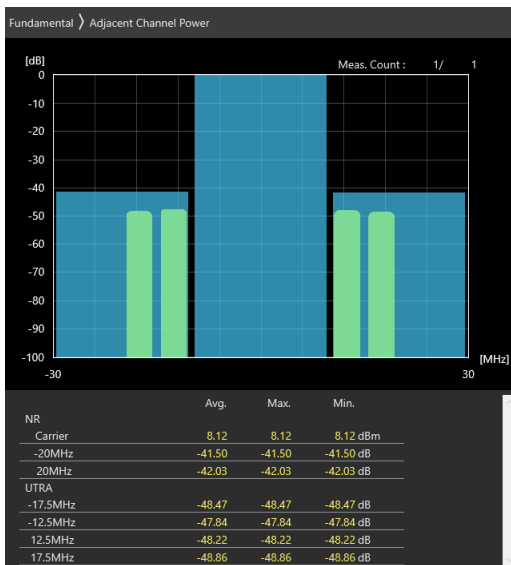 Fundamental 〉 Adjacent Channel Power
[dB]
Meas. Count : 1/ 1
0
-10
-20
-30
-40
-50
-60
-70
-80
-90
-100
[MHz]
-30 30
Avg. Max. Min.
NR
Carrier 8.12 8.12 8.12 dBm
-20MHz -41.50 -41.50 -41.50 dB
20MHz -42.03 -42.03 -42.03 dB
UTRA
-17.5MHz -48.47 -48.47 -48.47 dB
-12.5MHz -47.84 -47.84 -47.84 dB
12.5MHz -48.22 -48.22 -48.22 dB
17.5MHz -48.86 -48.86 -48.86 dB